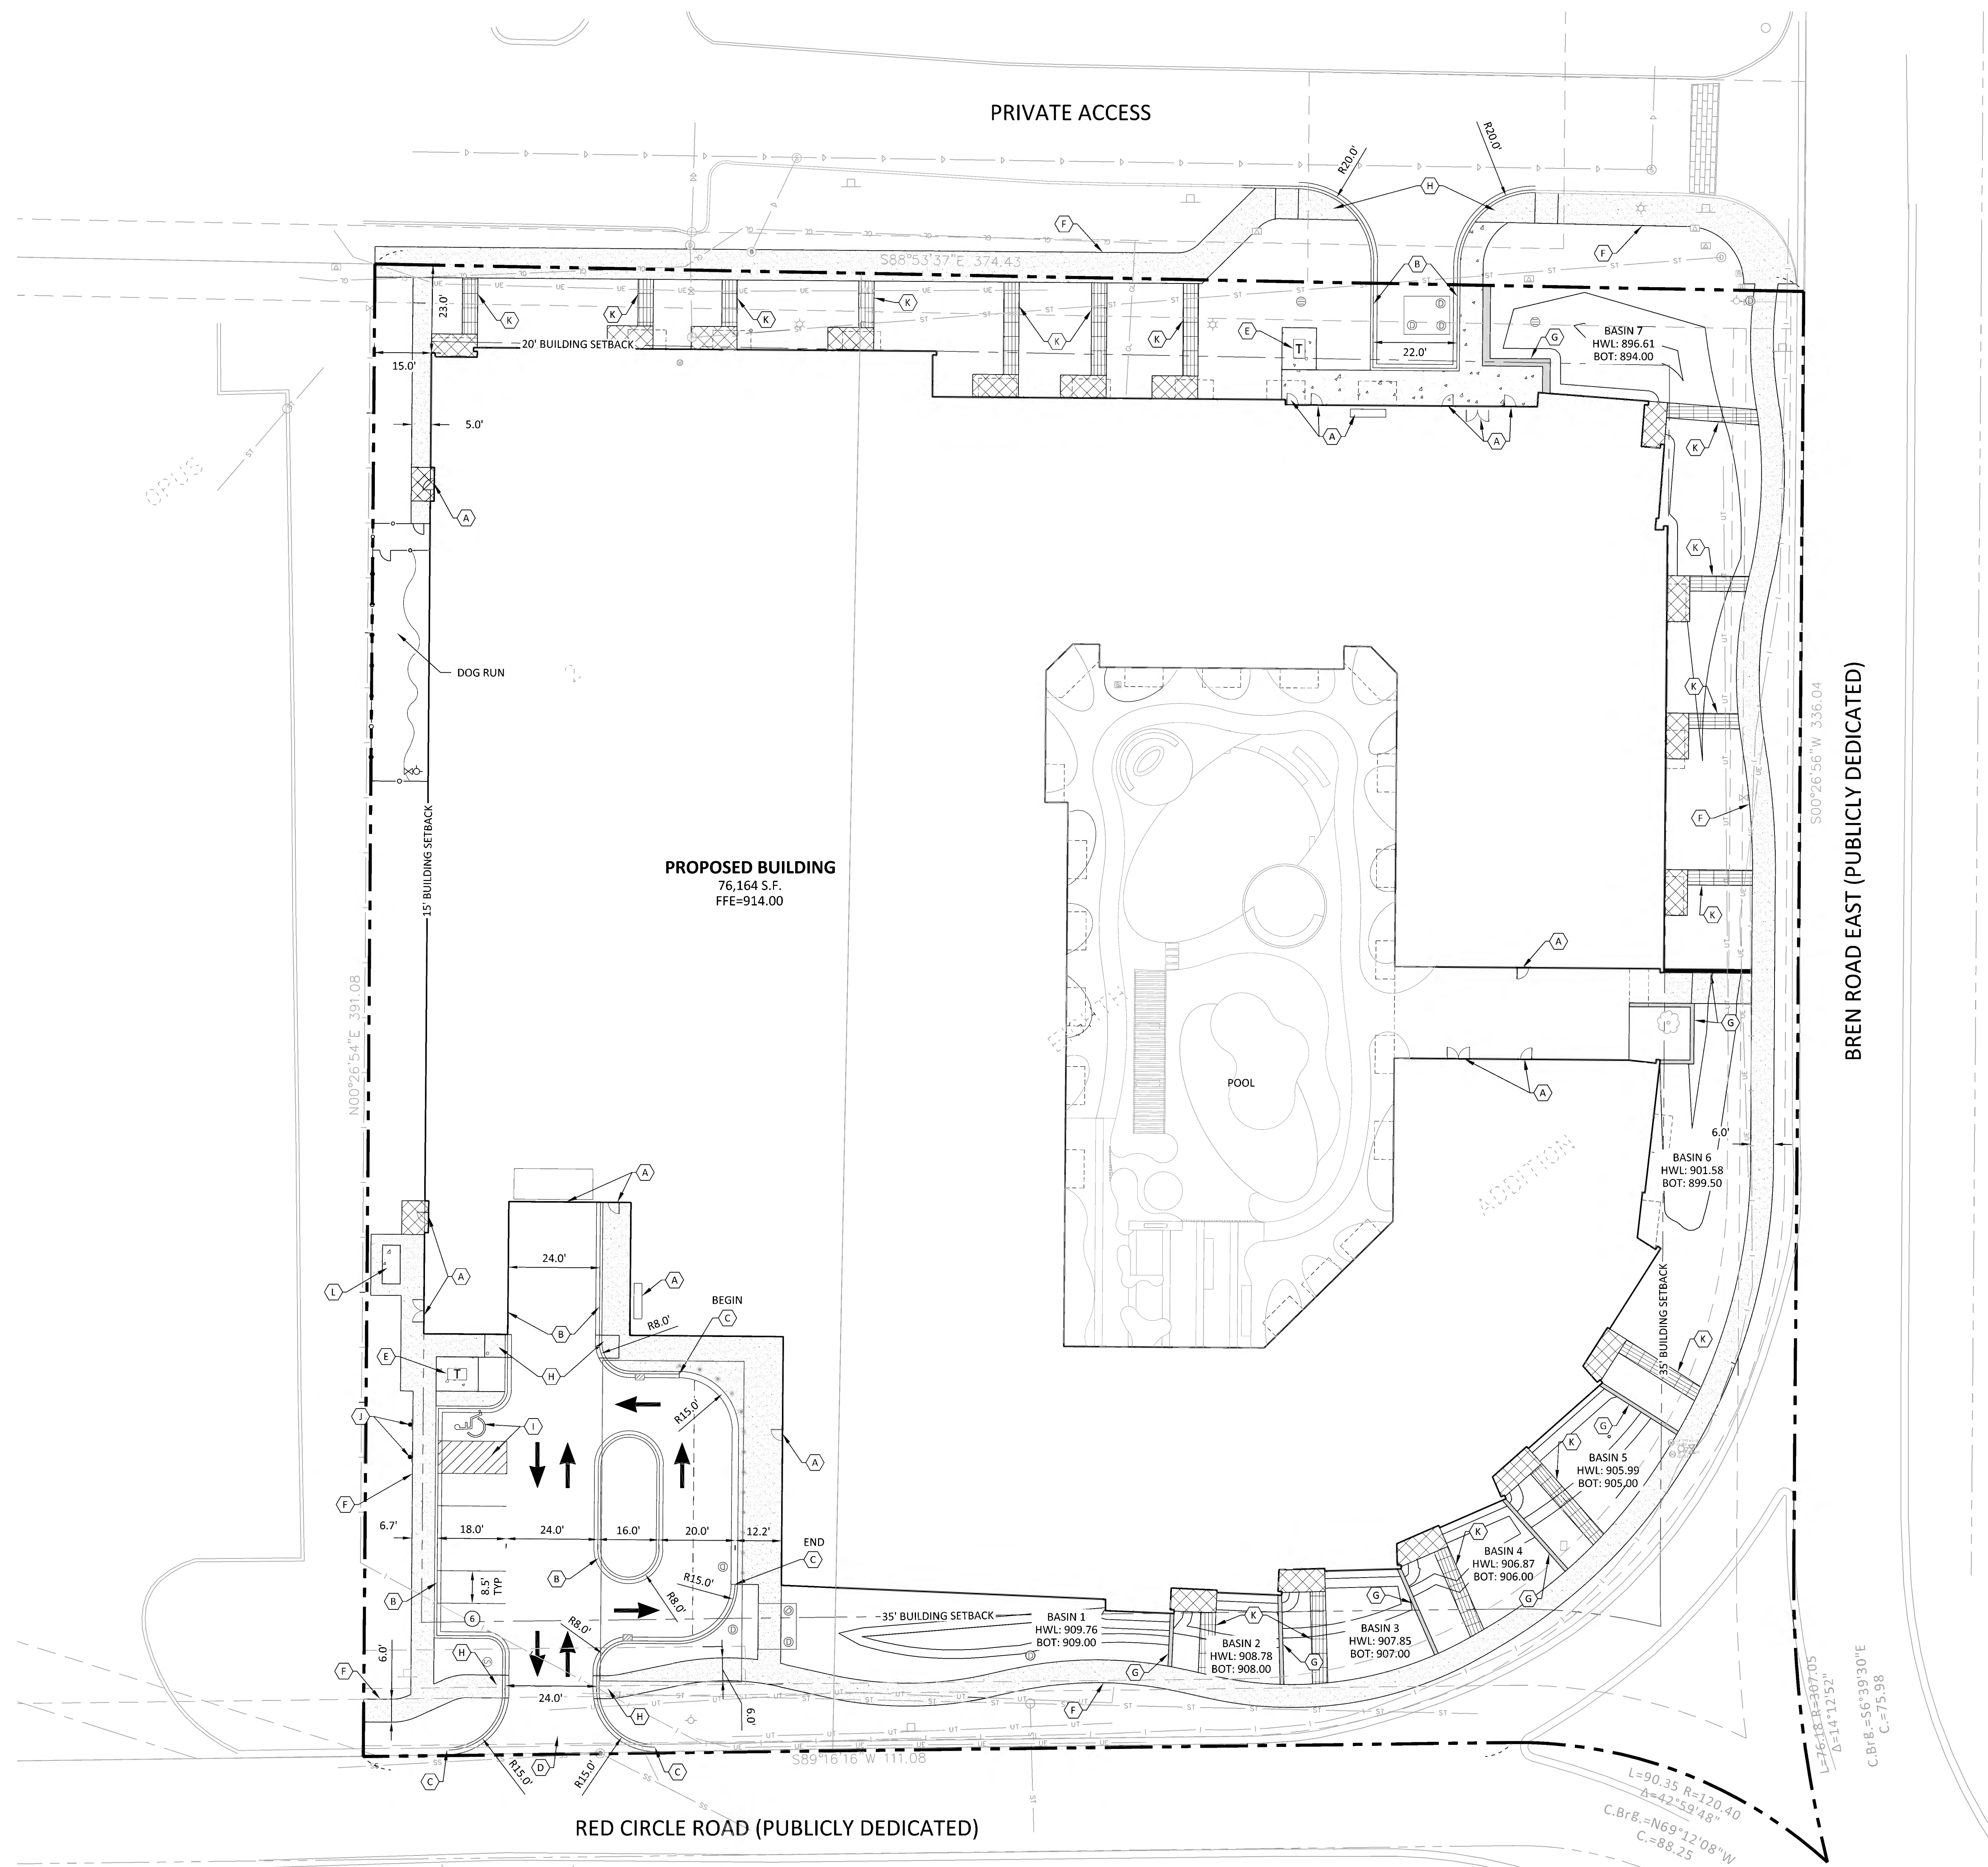 PRIVATE ACCESS
R20.0'
R20.0'
H
F
F
S88°53'37"E 374.43
B
23.0'
K
K
K
K
K
K
E
T
22.0'
G
BASIN 7
HWL: 896.61
BOT: 894.00
20' BUILDING SETBACK
15.0'
5.0'
A
A
A
K
OPUS
K
DOG RUN
2
K
S00°26'56"W 336.04
BREN ROAD EAST (PUBLICLY DEDICATED)
15' BUILDING SETBACK
F
PROPOSED BUILDING
76,164 S.F.
FFE=914.00
K
A
N00°26'54"E 391.08
G
POOL
A
6.0'
BASIN 6
HWL: 901.58
BOT: 899.50
ADDITION
A
24.0'
A
A
L
BEGIN
C
B
R8.0'
35' BUILDING SETBACK
K
E
T
H
R15.0'
J
I
G
K
A
BASIN 5
HWL: 905.99
BOT: 905.00
F
6.7'
18.0'
24.0'
16.0'
20.0'
12.2'
END
C
K
BASIN 4
HWL: 906.87
BOT: 906.00
B
8.5'
TYP
B
R8.0'
R15.0'
G
G
6
R8.0'
35' BUILDING SETBACK
BASIN 1
HWL: 909.76
BOT: 909.00
K
BASIN 3
HWL: 907.85
BOT: 907.00
BASIN 2
HWL: 908.78
BOT: 908.00
G
G
6.0'
H
F
24.0'
H
6.0'
F
S89°16'16"W 111.08
C
R15.0'
D
R15.0'
C
L=76.18 R=307.05
Δ=14°12'52"
C.Brg.=S6°39'30"E
C.=75.98
L=90.35 R=120.40
Δ=42°59'48"
C.Brg.=N69°12'08"W
C.=88.25
RED CIRCLE ROAD (PUBLICLY DEDICATED)